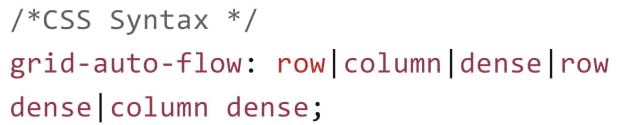 /*CSS Syntax */
grid-auto-flow: row|column|dense|row
dense|column dense;